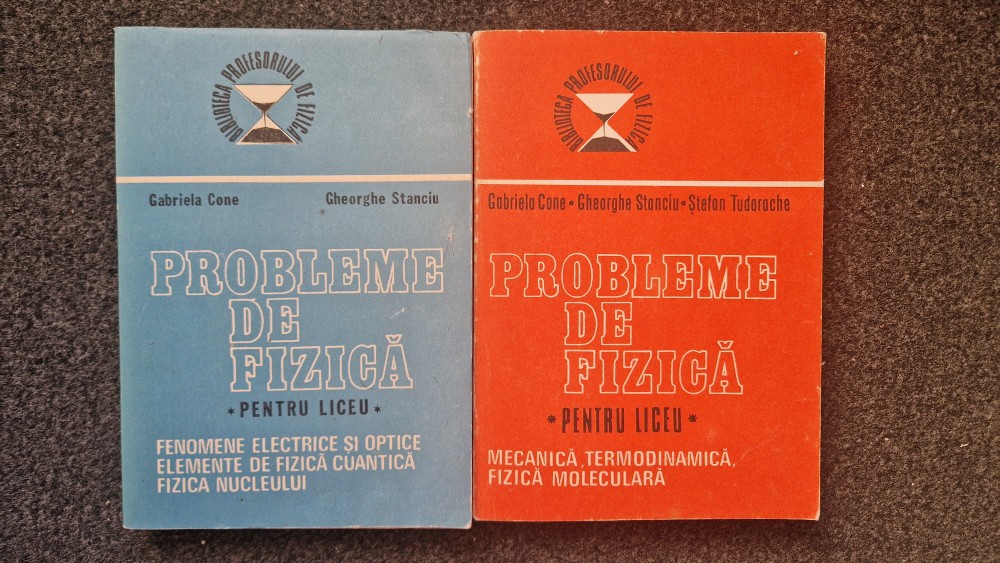 BIBLIOTECA PROFESORULUI DE FIZICĂ
Gabriela Cone Gheorghe Stanciu
PROBLEME
DE
FIZICĂ
* PENTRU LICEU *
FENOMENE ELECTRICE ȘI OPTICE
ELEMENTE DE FIZICĂ CUANTICĂ
FIZICA NUCLEULUI
BIBLIOTECA PROFESORULUI DE FIZICĂ
Gabriela Cone • Gheorghe Stanciu • Ștefan Tudorache
PROBLEME
DE
FIZICĂ
* PENTRU LICEU *
MECANICĂ, TERMODINAMICĂ,
FIZICĂ MOLECULARĂ